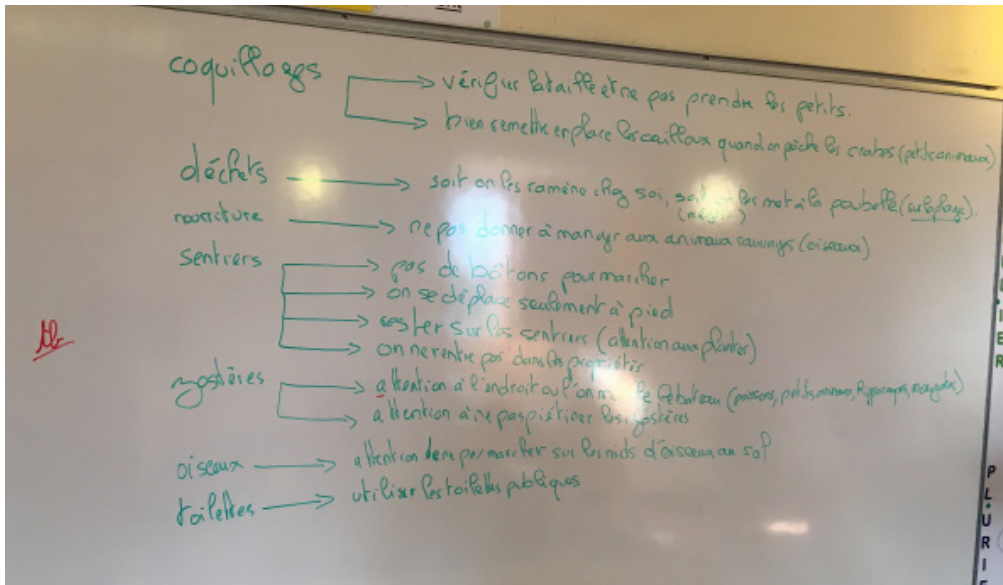 coquillages
vérifier la taille et ne pas prendre les petits.
bien remettre en place les cailloux quand on pêche les crabes (petits animaux)
déchets
soit on les ramène chez soi, soit on les met à la poubelle (sur la plage).
nourriture
ne pas donner à manger aux animaux sauvages (oiseaux)
sentiers
pas de bâtons pour marcher
on se déplace seulement à pied
rester sur les sentiers (attention aux plantes)
on ne rentre pas dans les propriétés
zostères
attention à l'endroit où l'on le bateau (poissons, petits animaux, hippocampes,
attention à ne pas piétiner les zostères
oiseaux
attention de ne pas marcher sur les nids d'oiseaux au sol
toilettes
utiliser les toilettes publiques
PLURIE
IER